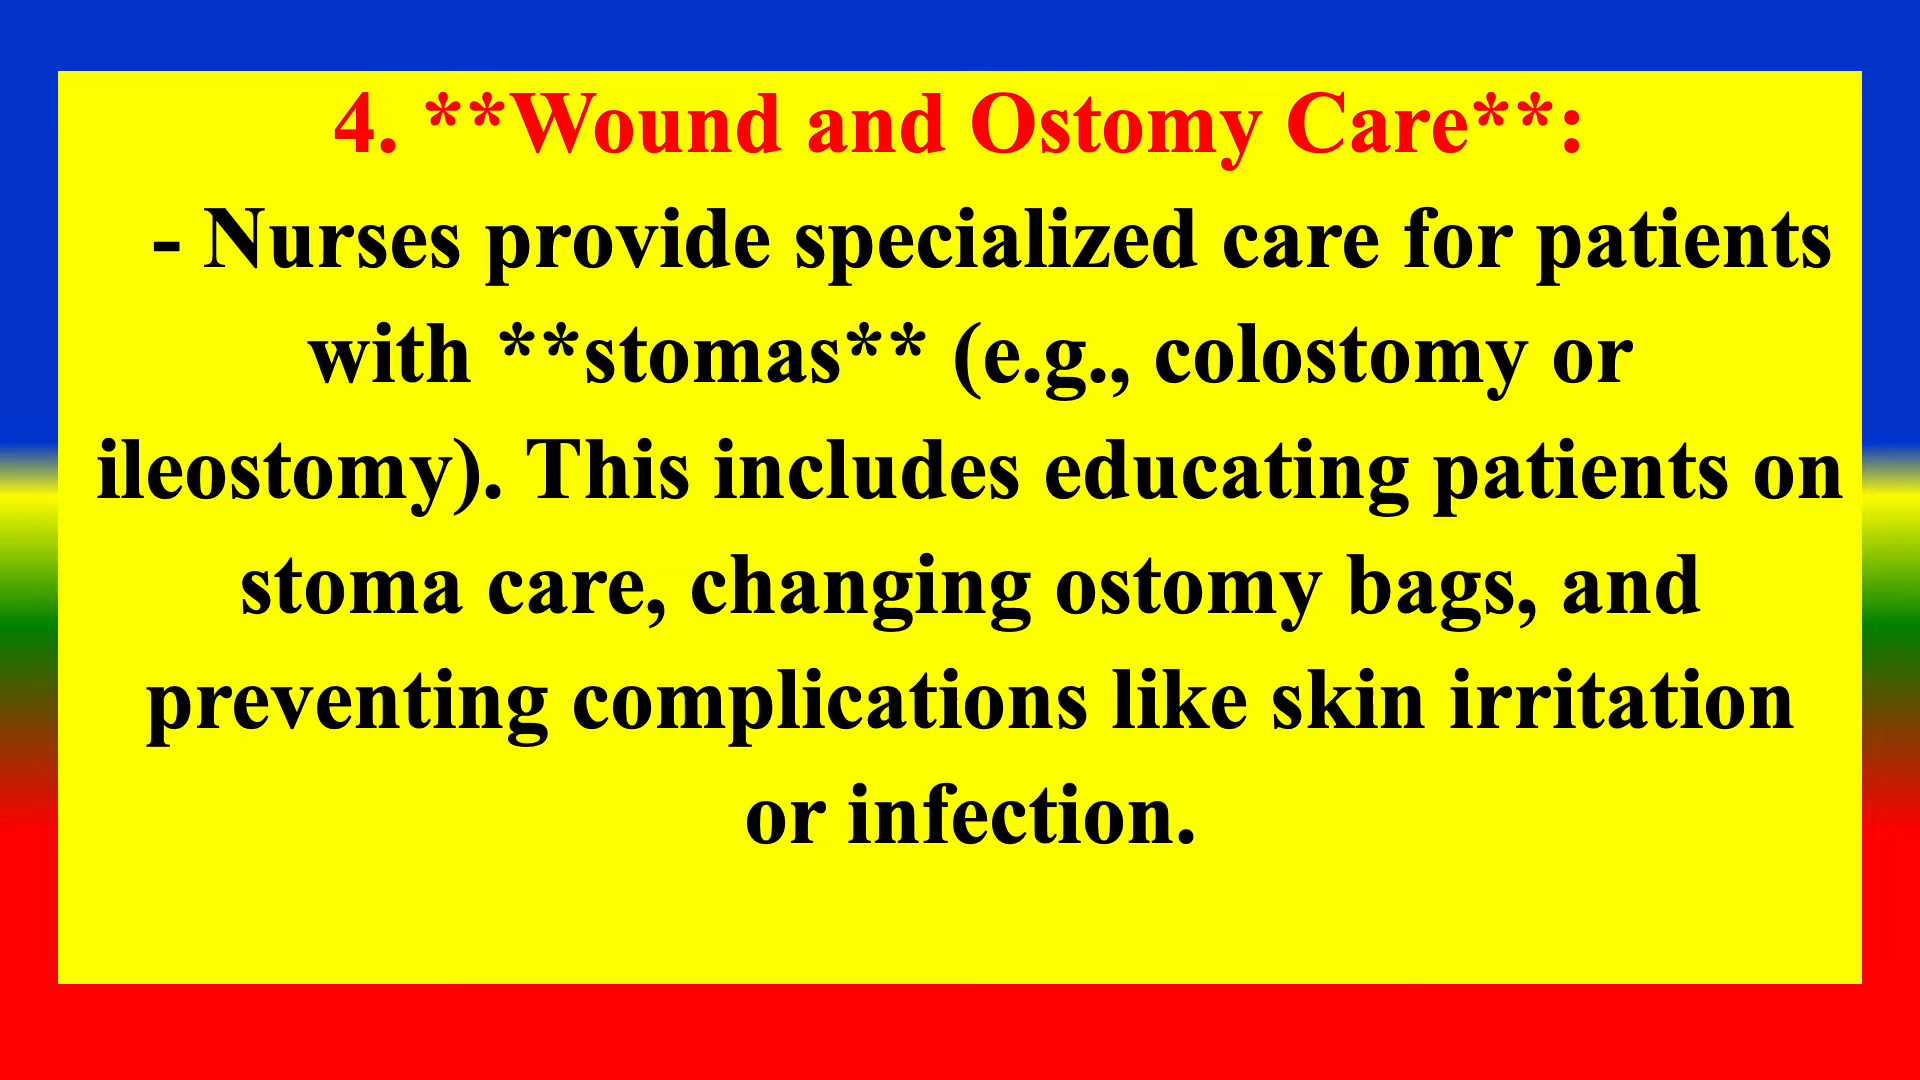 4. **Wound and Ostomy Care**:
- Nurses provide specialized care for patients
with **stomas** (e.g., colostomy or
ileostomy). This includes educating patients on
stoma care, changing ostomy bags, and
preventing complications like skin irritation
or infection.